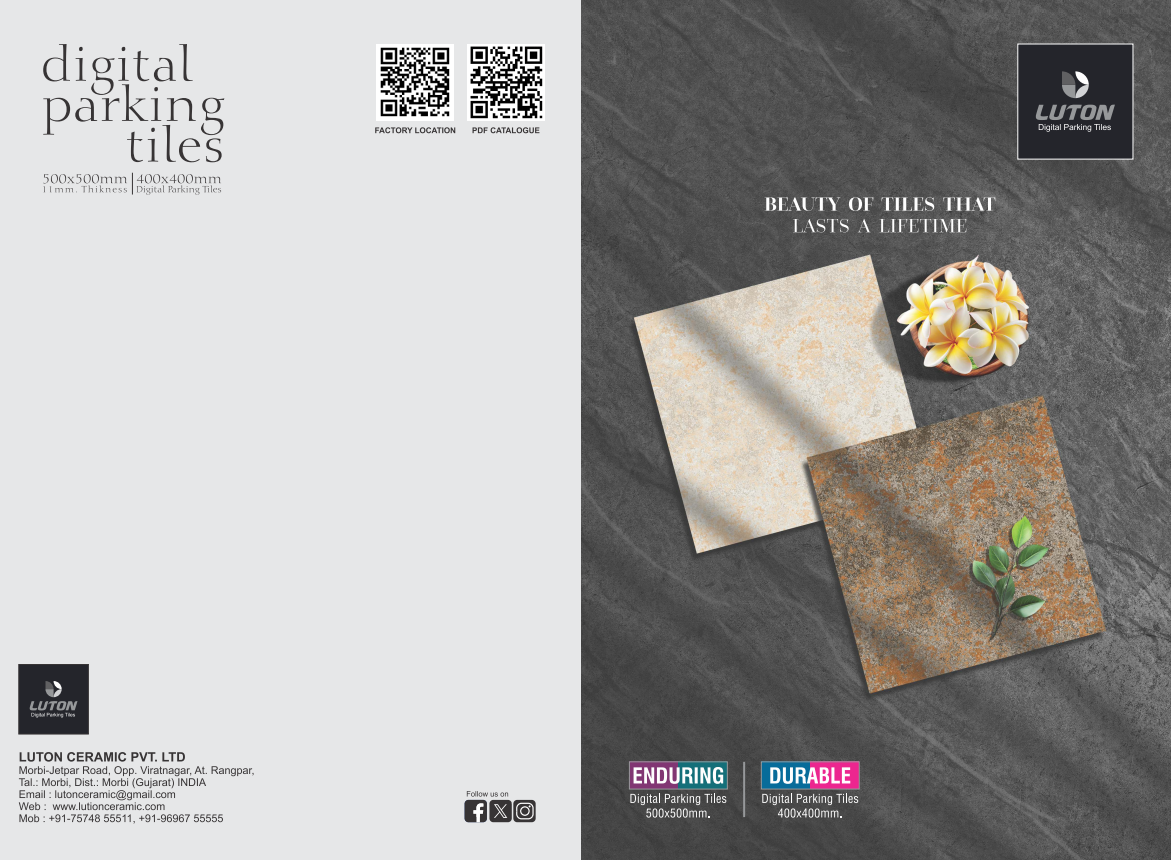 digital
parking
tiles
500x500mm | 400x400mm
11mm. Thikness | Digital Parking Tiles
FACTORY LOCATION
PDF CATALOGUE
LUTON
Digital Parking Tiles
LUTON CERAMIC PVT. LTD
Morbi-Jetpar Road, Opp. Viratnagar, At. Rangpar,
Tal.: Morbi, Dist.: Morbi (Gujarat) INDIA
Email : lutonceramic@gmail.com
Web : www.lutionceramic.com
Mob : +91-75748 55511, +91-96967 55555
Follow us on
LUTON
Digital Parking Tiles
BEAUTY OF TILES THAT
LASTS A LIFETIME
ENDURING
Digital Parking Tiles
500x500mm.
DURABLE
Digital Parking Tiles
400x400mm.